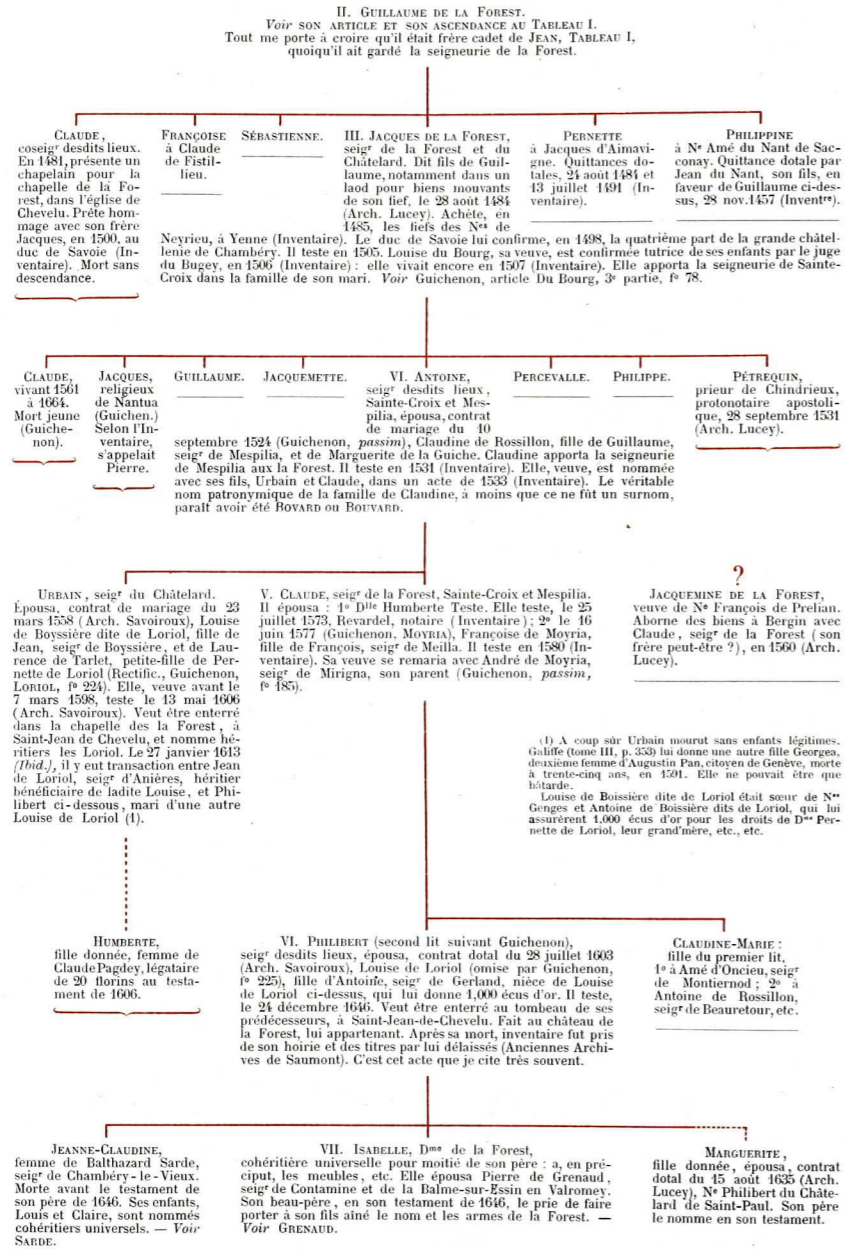 II. GUILLAUME DE LA FOREST.
Voir SON ARTICLE ET SON ASCENDANCE AU TABLEAU I.
Tout me porte à croire qu'il était frère cadet de JEAN, TABLEAU I,
quoiqu'il ait gardé la seigneurie de la Forest.
CLAUDE,
coseigr desdits lieux.
En 1481, présente un
chapelain pour la
chapelle de la Fo-
rest, dans l'église de
Chevelu. Prête hom-
mage avec son frère
Jacques, en 1500, au
duc de Savoie (In-
ventaire). Mort sans
descendance.
FRANÇOISE
à Claude
de Fistil-
lieu.
SÉBASTIENNE.
III. JACQUES DE LA FOREST,
seigr de la Forest et du
Châtelard. Dit fils de Guil-
laume, notamment dans un
laod pour biens mouvants
de son fief, le 28 août 1484
(Arch. Lucey). Achète, en
1485, les fiefs des Nes de
Neyrieu, à Yenne (Inventaire). Le duc de Savoie lui confirme, en 1498, la quatrième part de la grande châtel-
lenie de Chambéry. Il teste en 1505. Louise du Bourg, sa veuve, est confirmée tutrice de ses enfants par le juge
du Bugey, en 1506 (Inventaire) : elle vivait encore en 1507 (Inventaire). Elle apporta la seigneurie de Sainte-
Croix dans la famille de son mari. Voir Guichenon, article Du Bourg, 3e partie, fo 78.
PERNETTE
à Jacques d'Aimavi-
gne. Quittances do-
tales, 24 août 1484 et
13 juillet 1491 (In-
ventaire).
PHILIPPINE
à Ne Amé du Nant de Sac-
conay. Quittance dotale par
Jean du Nant, son fils, en
faveur de Guillaume ci-des-
sus, 28 nov. 1457 (Inventre).
CLAUDE,
vivant 1561
à 1664.
Mort jeune
(Guiche-
non).
JACQUES,
religieux
de Nantua
(Guichen.)
Selon l'In-
ventaire,
s'appelait
Pierre.
GUILLAUME.
JACQUEMETTE.
VI. ANTOINE,
seigr desdits lieux,
Sainte-Croix et Mes-
pilia, épousa, contrat
de mariage du 10
septembre 1524 (Guichenon, passim), Claudine de Rossillon, fille de Guillaume,
seigr de Mespilia, et de Marguerite de la Guiche. Claudine apporta la seigneurie
de Mespilia aux la Forest. Il teste en 1531 (Inventaire). Elle, veuve, est nommée
avec ses fils, Urbain et Claude, dans un acte de 1533 (Inventaire). Le véritable
nom patronymique de la famille de Claudine, à moins que ce ne fût un surnom,
paraît avoir été BOVARD ou BOUVARD.
PERCEVALLE.
PHILIPPE.
PÉTREQUIN,
prieur de Chindrieux,
protonotaire apostoli-
que, 28 septembre 1531
(Arch. Lucey).
URBAIN, seigr du Châtelard.
Épousa, contrat de mariage du 23
mars 1558 (Arch. Savoiroux), Louise
de Boyssière dite de Loriol, fille de
Jean, seigr de Boyssière, et de Lau-
rence de Tarlet, petite-fille de Per-
nette de Loriol (Rectific., Guichenon,
LORIOL, fo 224). Elle, veuve avant le
7 mars 1598, teste le 13 mai 1606
(Arch. Savoiroux). Veut être enterré
dans la chapelle des la Forest, à
Saint-Jean de Chevelu, et nomme hé-
ritiers les Loriol. Le 27 janvier 1613
(Ibid.), il y eut transaction entre Jean
de Loriol, seigr d'Anières, héritier
bénéficiaire de ladite Louise, et Phi-
libert ci-dessous, mari d'une autre
Louise de Loriol (1).
V. CLAUDE, seigr de la Forest, Sainte-Croix et Mespilia.
Il épousa : 1o Dlle Humberte Teste. Elle teste, le 25
juillet 1573, Revardel, notaire (Inventaire) ; 2o le 16
juin 1577 (Guichenon, MOYRIA), Françoise de Moyria,
fille de François, seigr de Meilla. Il teste en 1580 (In-
ventaire). Sa veuve se remaria avec André de Moyria,
seigr de Mirigna, son parent (Guichenon, passim,
fo 185).
?
JACQUEMINE DE LA FOREST,
veuve de Ne François de Prelian.
Aborne des biens à Bergin avec
Claude, seigr de la Forest (son
frère peut-être ?), en 1560 (Arch.
Lucey).
(1) A coup sûr Urbain mourut sans enfants légitimes.
Galiffe (tome III, p. 353) lui donne une autre fille Georgea,
deuxième femme d'Augustin Pan, citoyen de Genève, morte
à trente-cinq ans, en 1591. Elle ne pouvait être que
bâtarde.
Louise de Boissière dite de Loriol était sœur de Nes
Genges et Antoine de Boissière dits de Loriol, qui lui
assurèrent 1,000 écus d'or pour les droits de Dme Per-
nette de Loriol, leur grand'mère, etc., etc.
HUMBERTE,
fille donnée, femme de
Claude Pagdey, légataire
de 20 florins au testa-
ment de 1606.
VI. PHILIBERT (second lit suivant Guichenon),
seigr desdits lieux, épousa, contrat dotal du 28 juillet 1603
(Arch. Savoiroux), Louise de Loriol (omise par Guichenon,
fo 225), fille d'Antoine, seigr de Gerland, nièce de Louise
de Loriol ci-dessus, qui lui donne 1,000 écus d'or. Il teste,
le 24 décembre 1646. Veut être enterré au tombeau de ses
prédécesseurs, à Saint-Jean-de-Chevelu. Fait au château de
la Forest, lui appartenant. Après sa mort, inventaire fut pris
de son hoirie et des titres par lui délaissés (Anciennes Archi-
ves de Saumont). C'est cet acte que je cite très souvent.
CLAUDINE-MARIE :
fille du premier lit.
1o à Amé d'Oncieu, seigr
de Montiernod ; 2o à
Antoine de Rossillon,
seigr de Beauretour, etc.
JEANNE-CLAUDINE,
femme de Balthazard Sarde,
seigr de Chambéry-le-Vieux.
Morte avant le testament de
son père de 1646. Ses enfants,
Louis et Claire, sont nommés
cohéritiers universels. — Voir
SARDE.
VII. ISABELLE, Dme de la Forest,
cohéritière universelle pour moitié de son père : a, en pré-
ciput, les meubles, etc. Elle épousa Pierre de Grenaud,
seigr de Contamine et de la Balme-sur-Essin en Valromey.
Son beau-père, en son testament de 1646, le prie de faire
porter à son fils aîné le nom et les armes de la Forest. —
Voir GRENAUD.
MARGUERITE,
fille donnée, épousa, contrat
dotal du 15 août 1635 (Arch.
Lucey), Ne Philibert du Châte-
lard de Saint-Paul. Son père
le nomme en son testament.